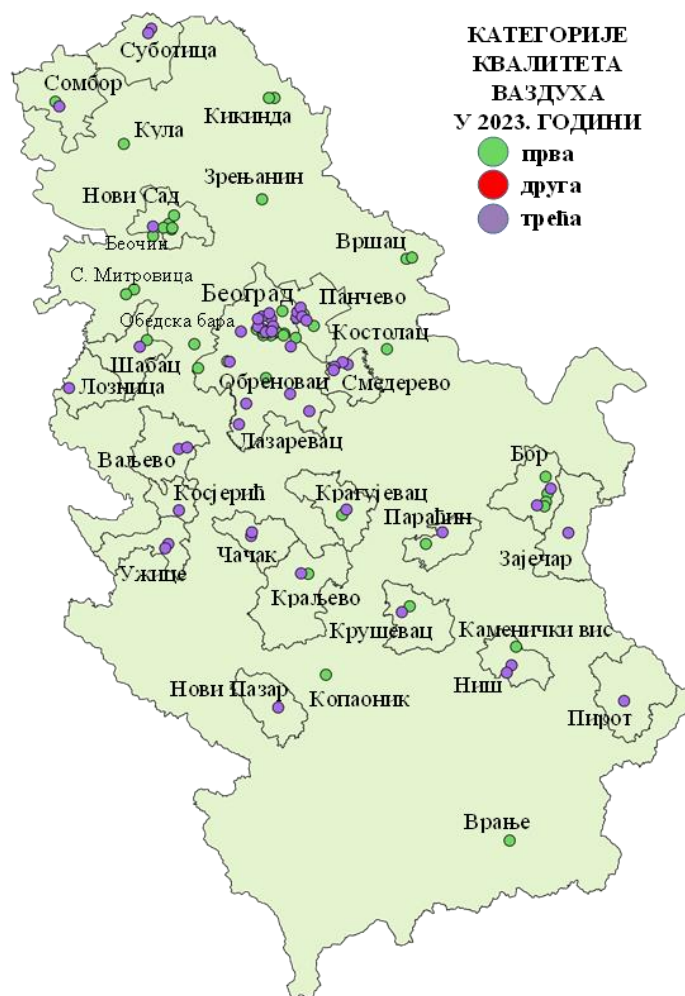 КАТЕГОРИЈЕ
КВАЛИТЕТА
ВАЗДУХА
У 2023. ГОДИНИ
прва
друга
трећа
Суботица
Сомбор
Кикинда
Кула
Зрењанин
Нови Сад
Беочин
Вршац
С. Митровица
Београд
Панчево
Обедска бара
Костолац
Шабац
Обреновац
Смедерево
Лозница
Лазаревац
Ваљево
Бор
Косјерић
Крагујевац
Параћин
Ужице
Чачак
Зајечар
Краљево
Крушевац
Каменички вис
Нови Пазар
Копаоник
Ниш
Пирот
Врање